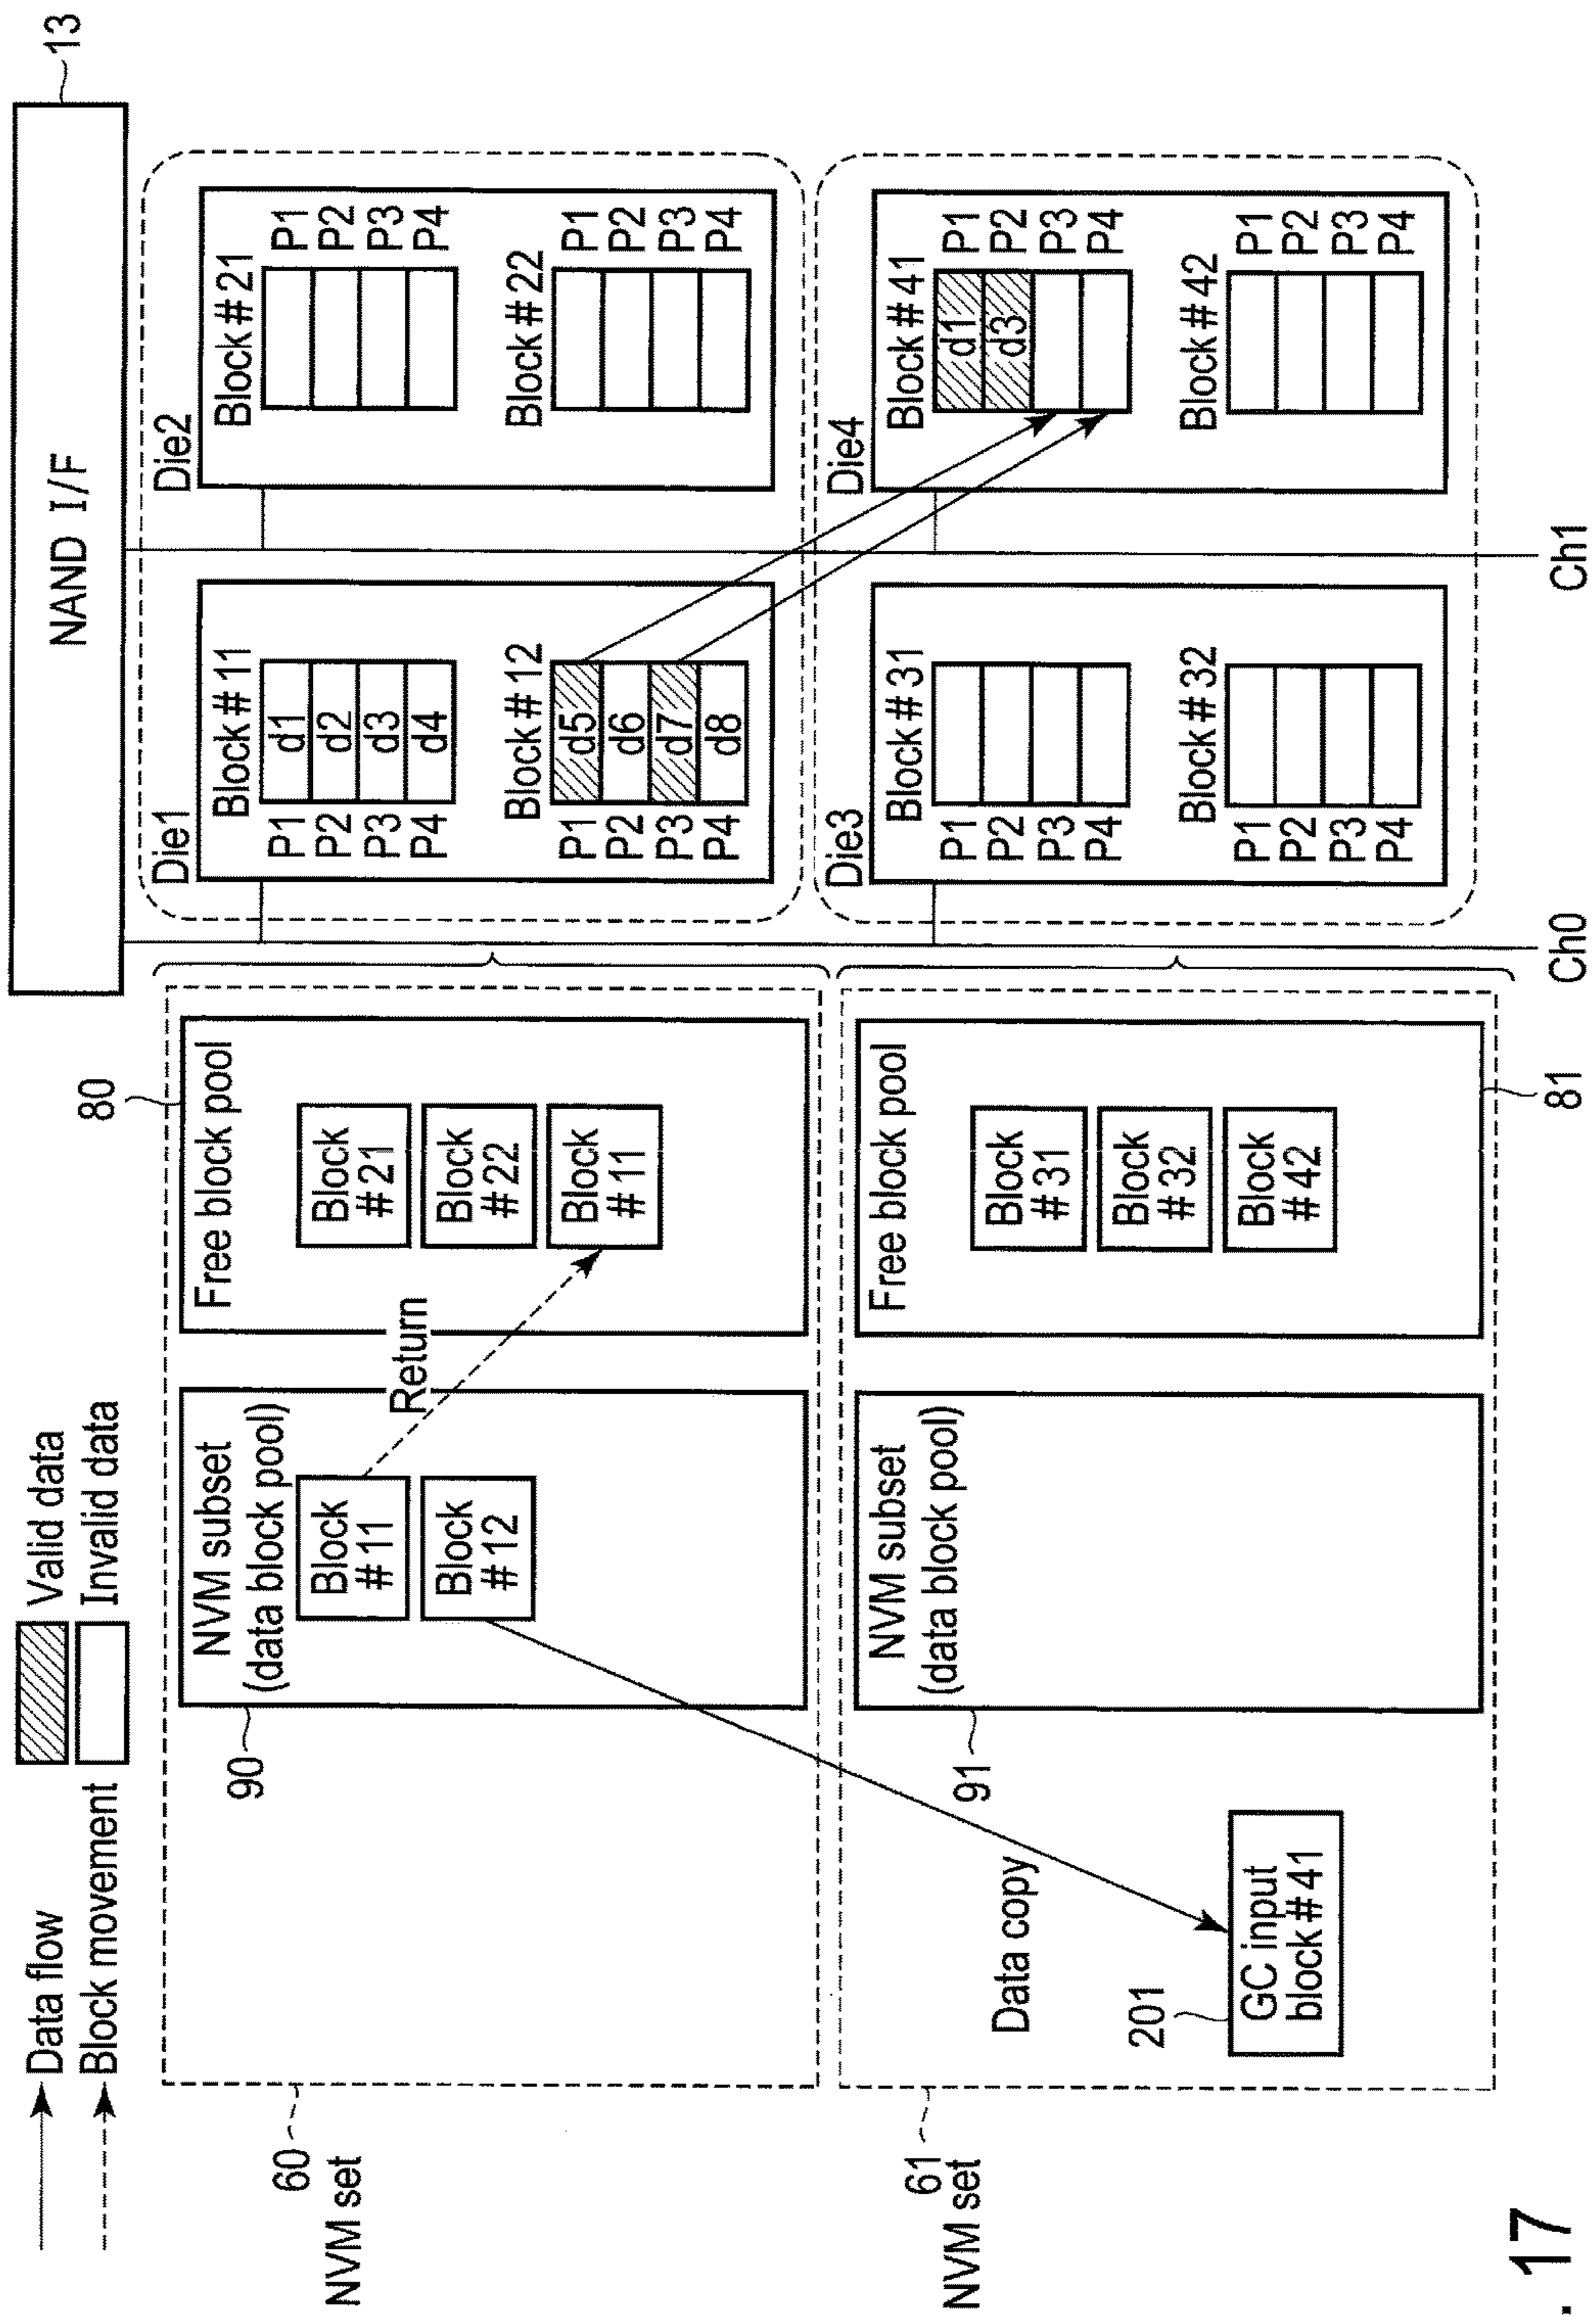 Data flow
Block movement
Valid data
Invalid data
NAND I/F
13
60
NVM set
90
NVM subset
(data block pool)
Block
#11
Block
#12
Return
80
Free block pool
Block
#21
Block
#22
Block
#11
Die1
Block #11
P1 d1
P2 d2
P3 d3
P4 d4
Block #12
P1 d5
P2 d6
P3 d7
P4 d8
Die2
Block #21
P1
P2
P3
P4
Block #22
P1
P2
P3
P4
61
NVM set
Data copy
201
GC input
block #41
91
NVM subset
(data block pool)
Free block pool
Block
#31
Block
#32
Block
#42
81
Die3
Block #31
P1
P2
P3
P4
Block #32
P1
P2
P3
P4
Die4
Block #41
d1 P1
d3 P2
P3
P4
Block #42
P1
P2
P3
P4
Ch0
Ch1
. 17